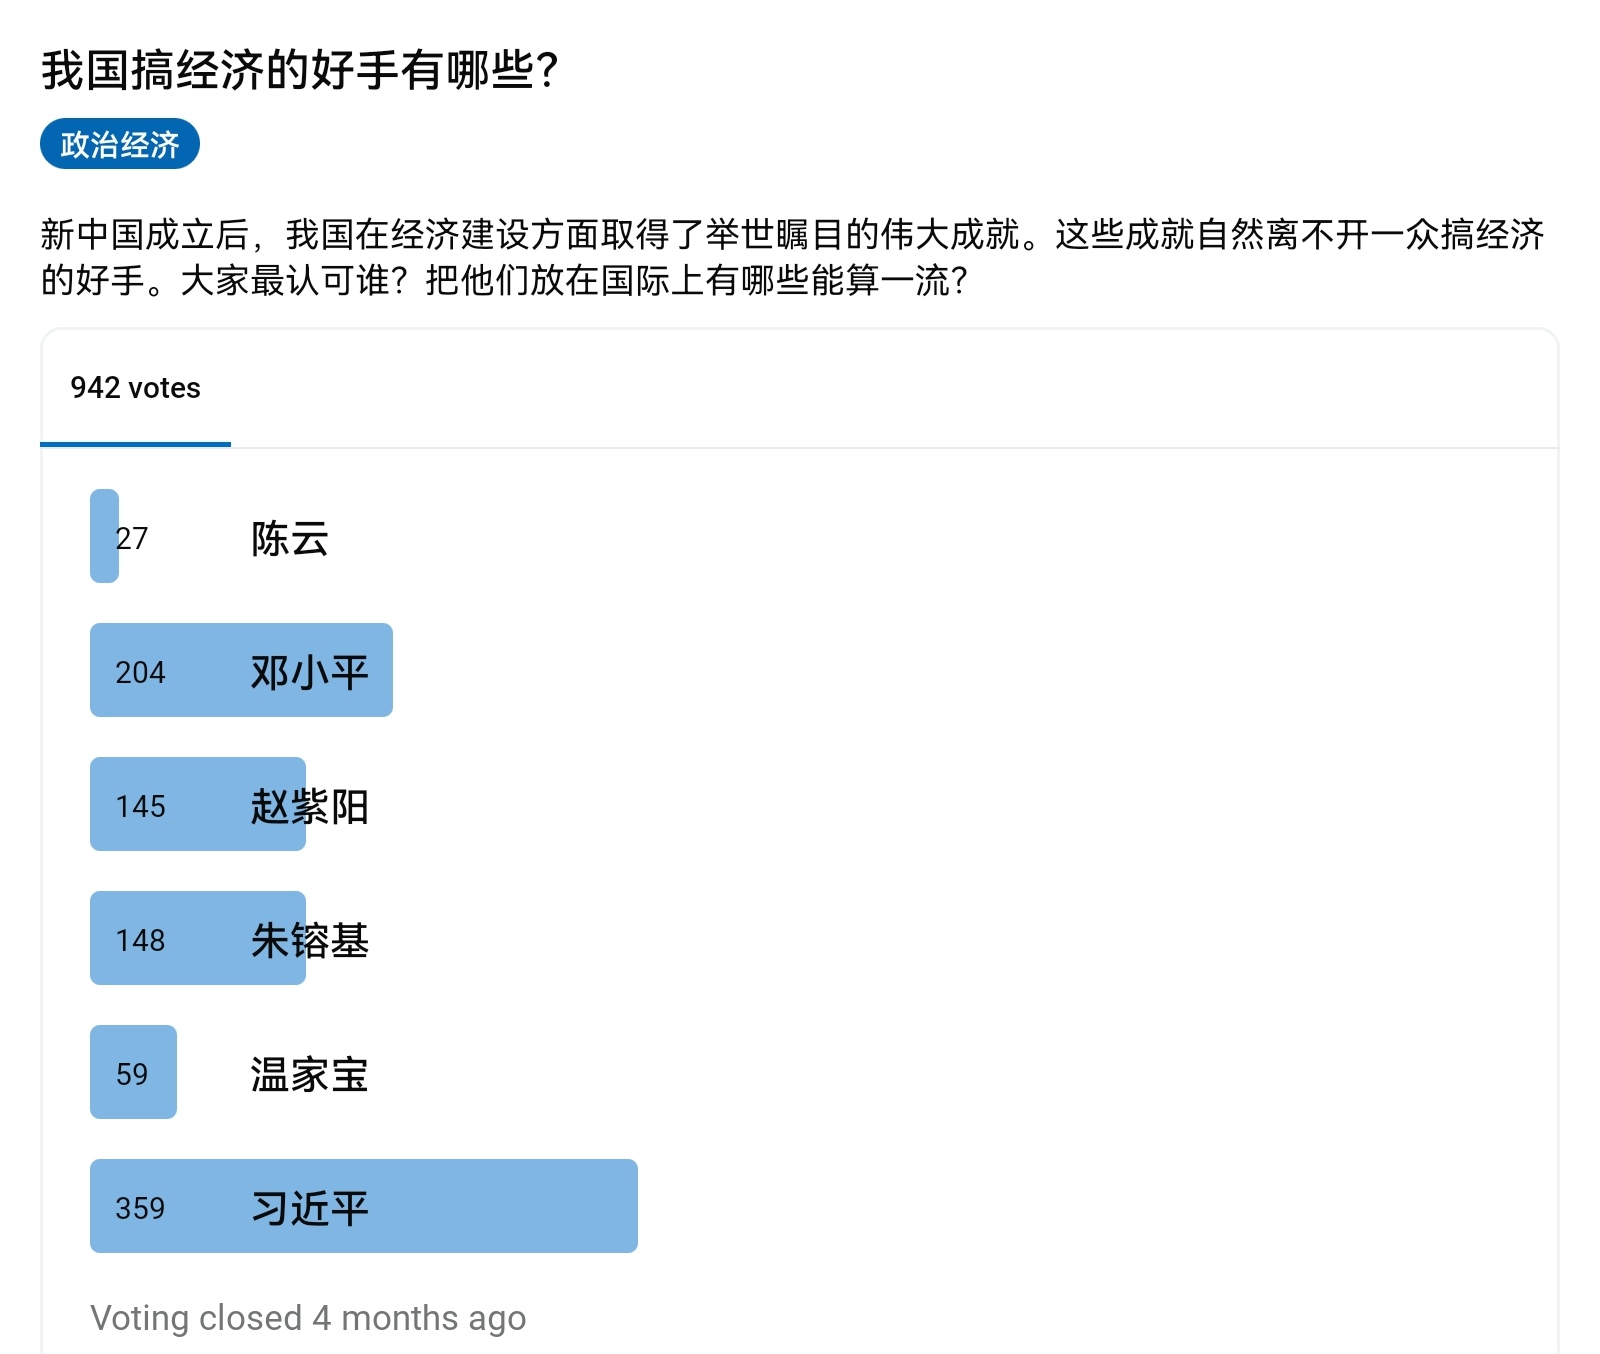 我国搞经济的好手有哪些？
政治经济
新中国成立后，我国在经济建设方面取得了举世瞩目的伟大成就。这些成就自然离不开一众搞经济
的好手。大家最认可谁？把他们放在国际上有哪些能算一流？
942 votes
27 陈云
204 邓小平
145 赵紫阳
148 朱镕基
59 温家宝
359 习近平
Voting closed 4 months ago